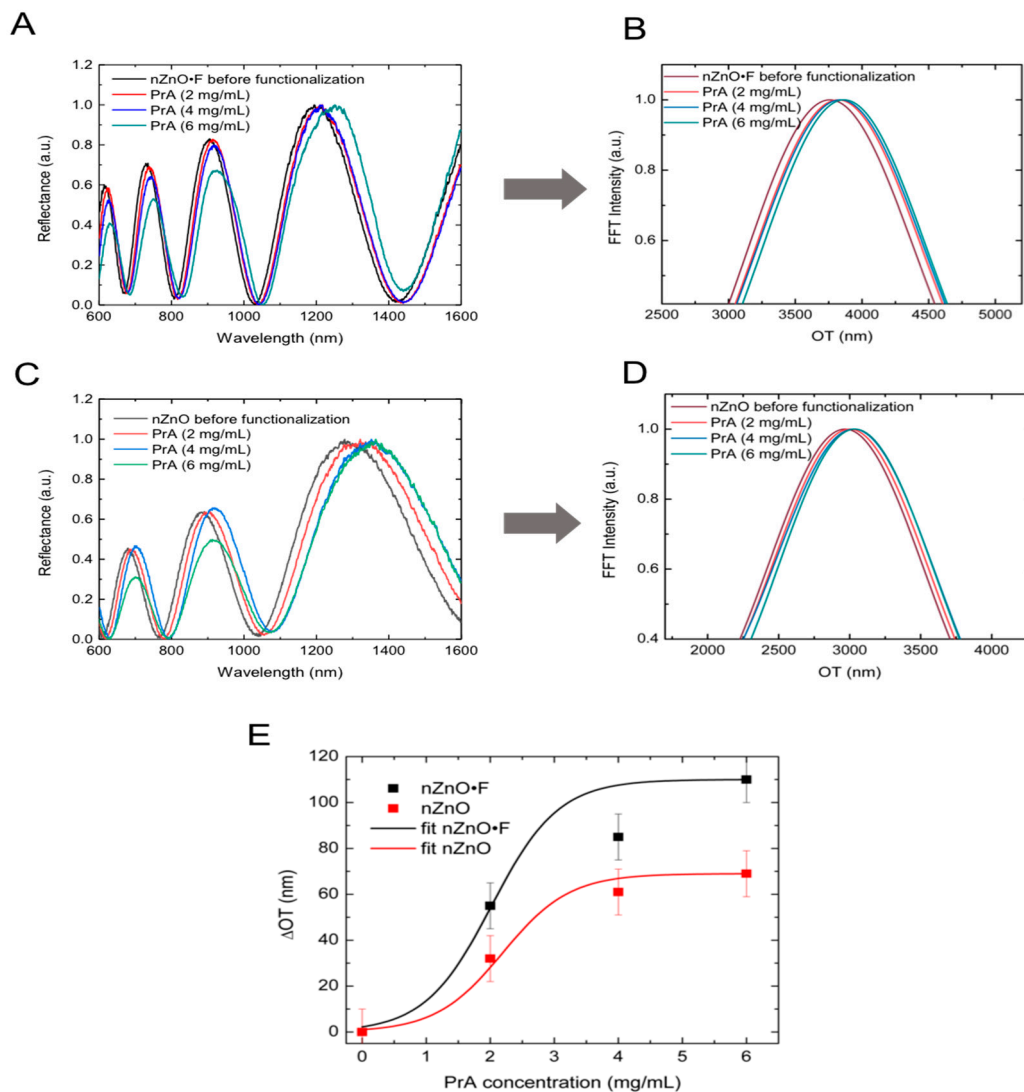 A
nZnO•F before functionalization
PrA (2 mg/mL)
PrA (4 mg/mL)
PrA (6 mg/mL)
Reflectance (a.u.)
1.0
0.8
0.6
0.4
0.2
0.0
600 800 1000 1200 1400 1600
Wavelength (nm)
B
nZnO•F before functionalization
PrA (2 mg/mL)
PrA (4 mg/mL)
PrA (6 mg/mL)
FFT Intensity (a.u.)
1.0
0.8
0.6
2500 3000 3500 4000 4500 5000
OT (nm)
C
nZnO before functionalization
PrA (2 mg/mL)
PrA (4 mg/mL)
PrA (6 mg/mL)
Reflectance (a.u.)
1.0
0.8
0.6
0.4
0.2
0.0
600 800 1000 1200 1400 1600
Wavelength (nm)
D
nZnO before functionalization
PrA (2 mg/mL)
PrA (4 mg/mL)
PrA (6 mg/mL)
FFT Intensity (a.u.)
1.0
0.8
0.6
0.4
2000 2500 3000 3500 4000
OT (nm)
E
nZnO•F
nZnO
fit nZnO•F
fit nZnO
ΔOT (nm)
120
100
80
60
40
20
0
0 1 2 3 4 5 6
PrA concentration (mg/mL)